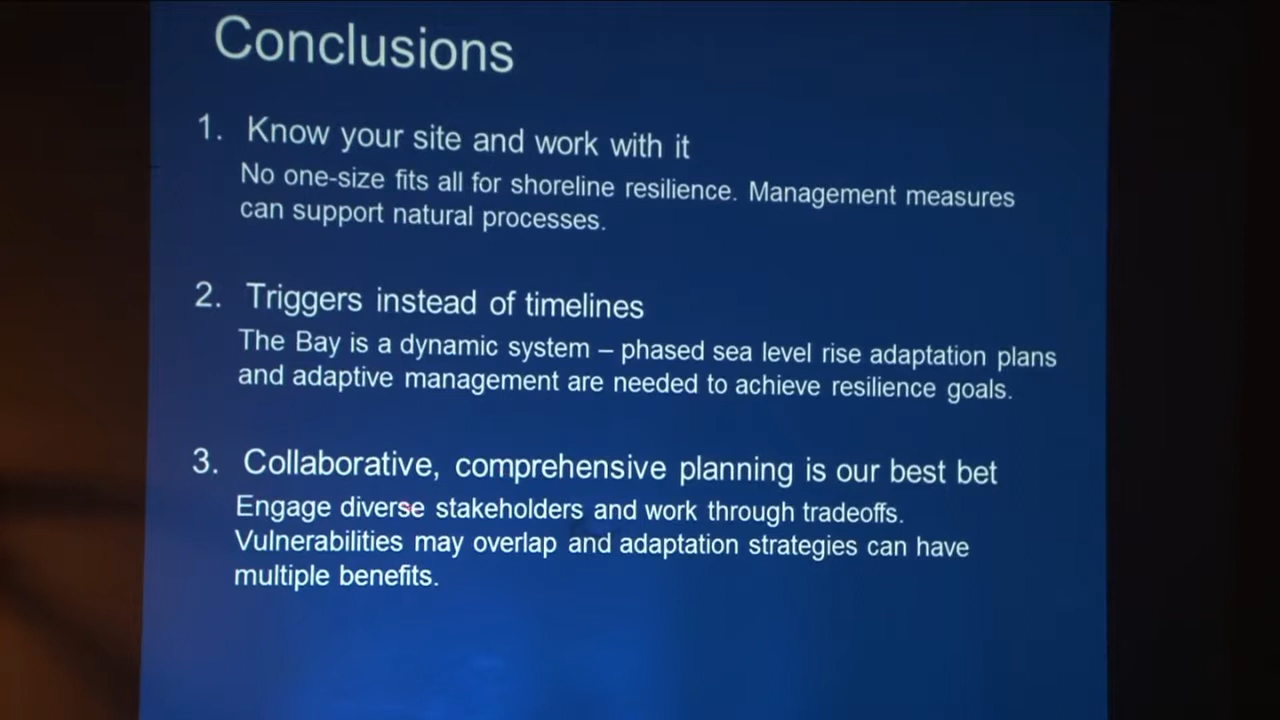 Conclusions
1. Know your site and work with it
No one-size fits all for shoreline resilience. Management measures
can support natural processes.
2. Triggers instead of timelines
The Bay is a dynamic system – phased sea level rise adaptation plans
and adaptive management are needed to achieve resilience goals.
3. Collaborative, comprehensive planning is our best bet
Engage diverse stakeholders and work through tradeoffs.
Vulnerabilities may overlap and adaptation strategies can have
multiple benefits.